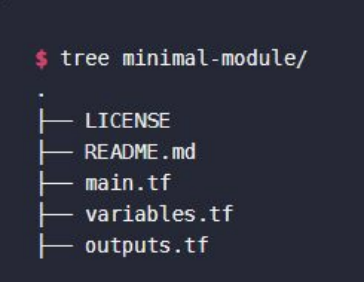 $ tree minimal-module/
.
├── LICENSE
├── README.md
├── main.tf
├── variables.tf
├── outputs.tf